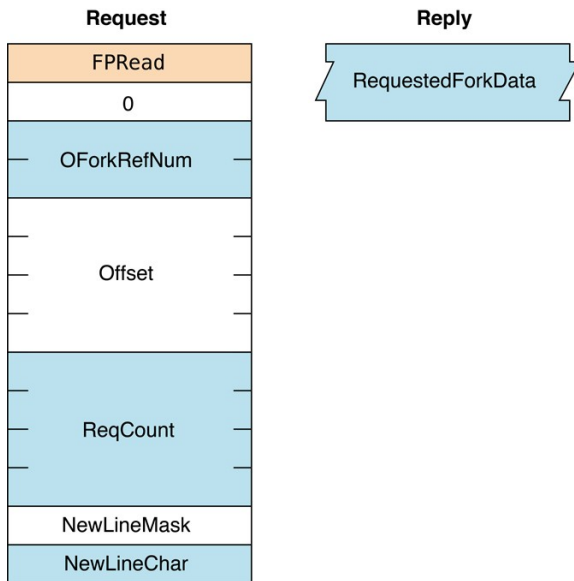 Request
FPRead
0
OForkRefNum
Offset
ReqCount
NewLineMask
NewLineChar
Reply
RequestedForkData